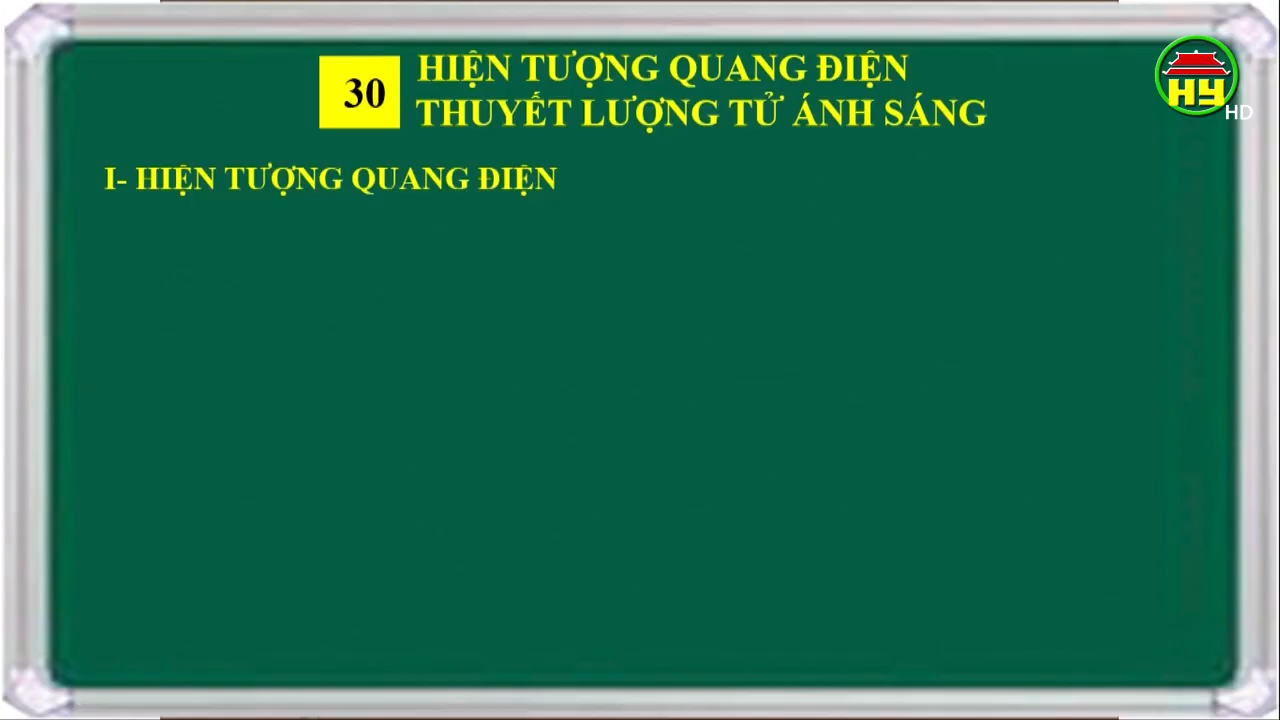 30
HIỆN TƯỢNG QUANG ĐIỆN
THUYẾT LƯỢNG TỬ ÁNH SÁNG
HY
HD
I- HIỆN TƯỢNG QUANG ĐIỆN